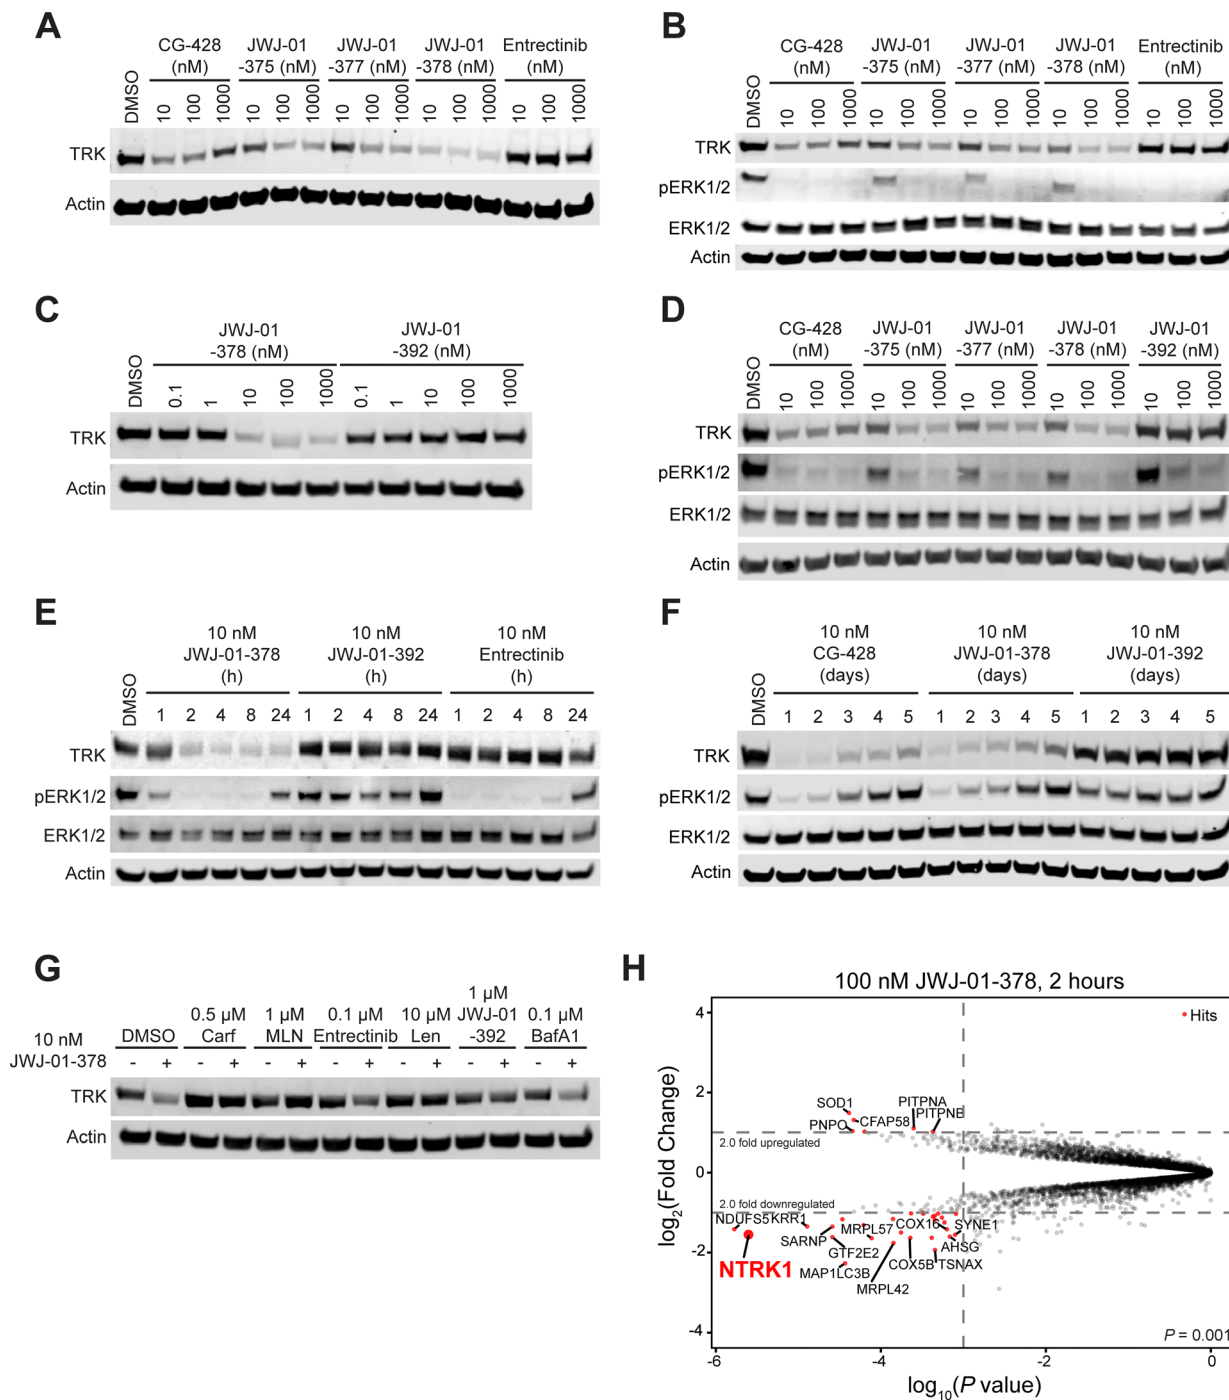 A
CG-428
(nM)
JWJ-01
-375 (nM)
JWJ-01
-377 (nM)
JWJ-01
-378 (nM)
Entrectinib
(nM)
DMSO
10
100
1000
10
100
1000
10
100
1000
10
100
1000
10
100
1000
TRK
Actin
B
CG-428
(nM)
JWJ-01
-375 (nM)
JWJ-01
-377 (nM)
JWJ-01
-378 (nM)
Entrectinib
(nM)
DMSO
10
100
1000
10
100
1000
10
100
1000
10
100
1000
10
100
1000
TRK
pERK1/2
ERK1/2
Actin
C
JWJ-01
-378 (nM)
JWJ-01
-392 (nM)
DMSO
0.1
1
10
100
1000
0.1
1
10
100
1000
TRK
Actin
D
CG-428
(nM)
JWJ-01
-375 (nM)
JWJ-01
-377 (nM)
JWJ-01
-378 (nM)
JWJ-01
-392 (nM)
DMSO
10
100
1000
10
100
1000
10
100
1000
10
100
1000
10
100
1000
TRK
pERK1/2
ERK1/2
Actin
E
10 nM
JWJ-01-378
(h)
10 nM
JWJ-01-392
(h)
10 nM
Entrectinib
(h)
DMSO
1 2 4 8 24 1 2 4 8 24 1 2 4 8 24
TRK
pERK1/2
ERK1/2
Actin
F
10 nM
CG-428
(days)
10 nM
JWJ-01-378
(days)
10 nM
JWJ-01-392
(days)
DMSO
1 2 3 4 5 1 2 3 4 5 1 2 3 4 5
TRK
pERK1/2
ERK1/2
Actin
G
10 nM
JWJ-01-378
DMSO
0.5 µM
Carf
1 µM
MLN
0.1 µM
Entrectinib
10 µM
Len
1 µM
JWJ-01
-392
0.1 µM
BafA1
- + - + - + - + - + - + - +
TRK
Actin
H
100 nM JWJ-01-378, 2 hours
Hits
log2(Fold Change)
4
2
0
-2
-4
SOD1
PNPO
CFAP58
PITPNA
PITPNB
2.0 fold upregulated
2.0 fold downregulated
NDUFS5
KRR1
SARNP
GTF2E2
MAP1LC3B
MRPL57
MRPL42
COX16
COX5B
SYNE1
AHSG
TSNAX
NTRK1
P = 0.001
-6
-4
-2
0
log10(P value)